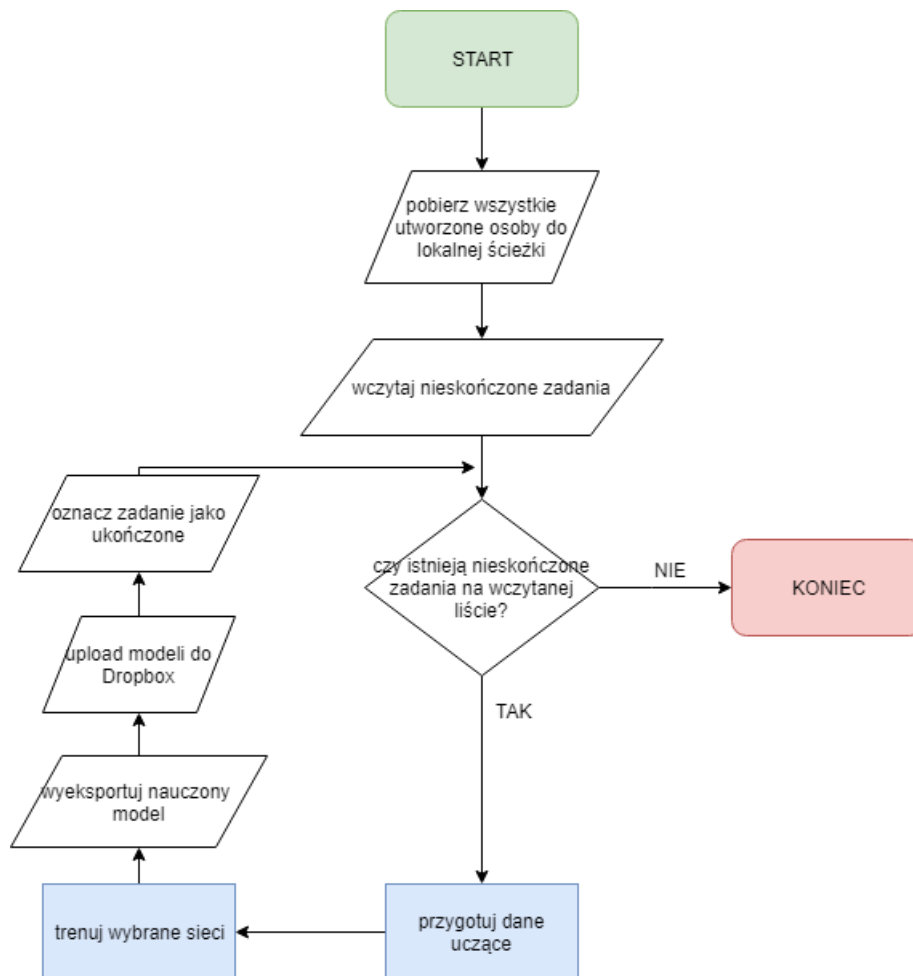 START
pobierz wszystkie
utworzone osoby do
lokalnej ścieżki
wczytaj nieskończone zadania
czy istnieją nieskończone
zadania na wczytanej
liście?
NIE
KONIEC
TAK
przygotuj dane
uczące
trenuj wybrane sieci
wyeksportuj nauczony
model
upload modeli do
Dropbox
oznacz zadanie jako
ukończone